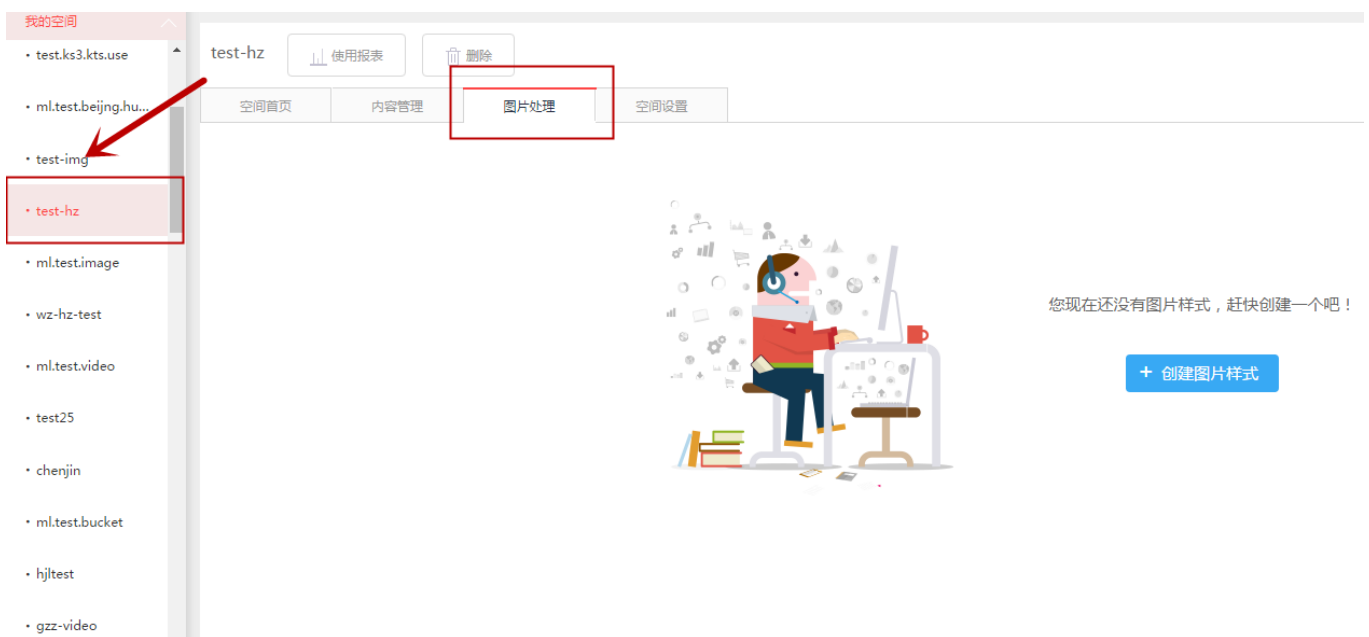 我的空间
test.ks3.kts.use
ml.test.beijng.hu...
test-img
test-hz
ml.test.image
wz-hz-test
ml.test.video
test25
chenjin
ml.test.bucket
hjltest
gzz-video
test-hz 使用报表 删除
空间首页 内容管理 图片处理 空间设置
您现在还没有图片样式，赶快创建一个吧！
+ 创建图片样式